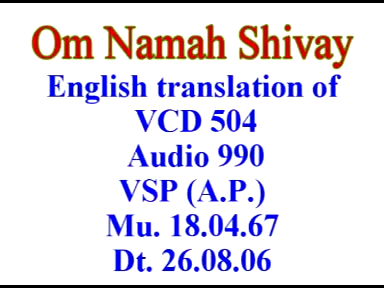 Om Namah Shivay
English translation of
VCD 504
Audio 990
VSP (A.P.)
Mu. 18.04.67
Dt. 26.08.06